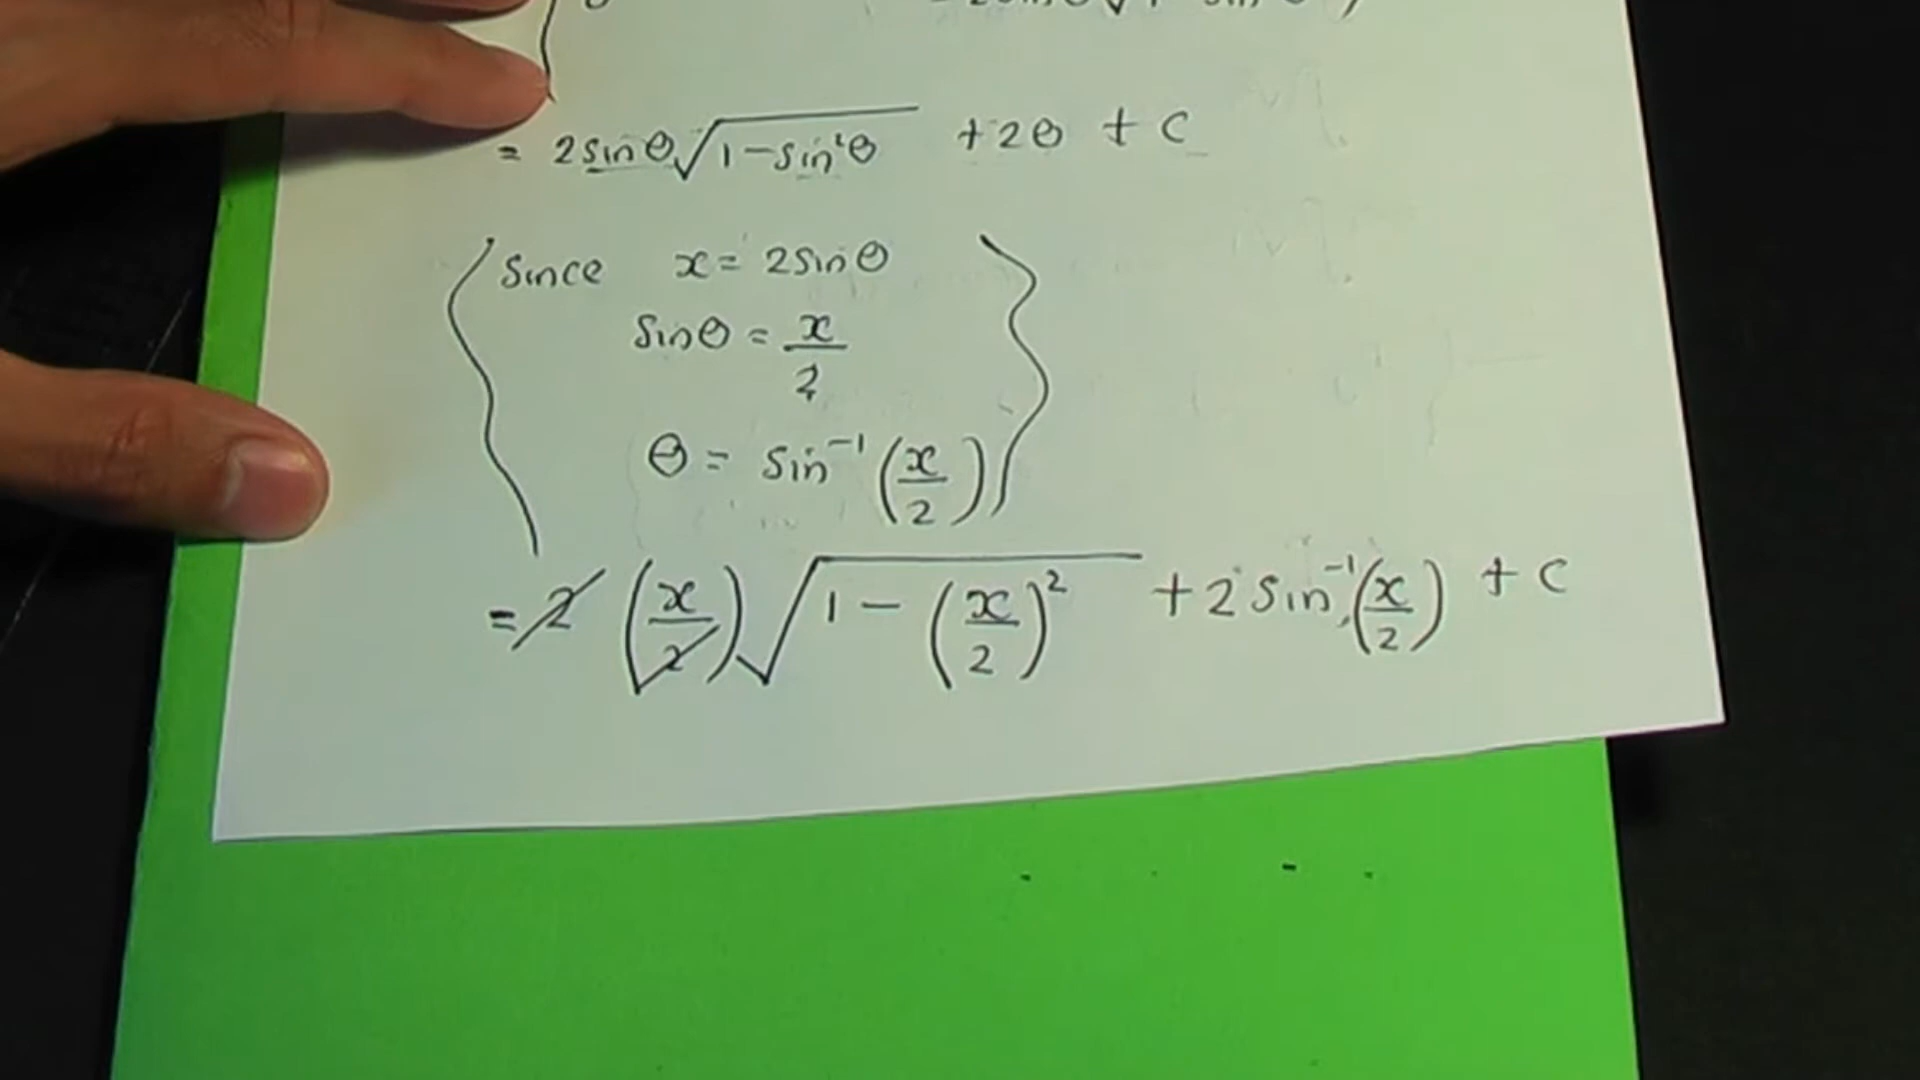 = 2sinθ√(1-sin²θ) + 2θ + C
Since x = 2sinθ
Sinθ = x/2
θ = Sin⁻¹(x/2)
= 2(x/2)√(1-(x/2)²) + 2Sin⁻¹(x/2) + C